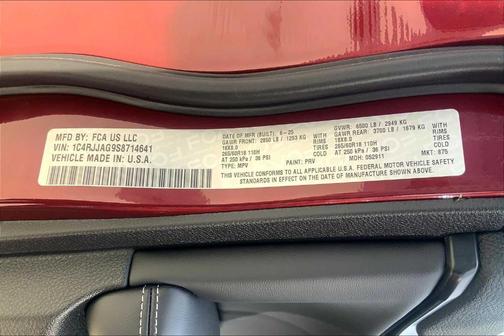 MFD BY: FCA US LLC
VIN: 1C4RJJAG9S8714641
VEHICLE MADE IN: U.S.A.
DATE OF MFR (BUILT): 6-25
GAWR FRONT: 2850 LB / 1293 KG
18X8.0
265/60R18 110H
AT 250 kPa / 36 PSI
TYPE: MPV
WITH
RIMS
TIRES
COLD
PAINT: PRV
GVWR 6500 LB / 2949 KG
GAWR REAR: 3700 LB / 1679 KG
18X8.0
265/60R18 110H
AT 250 kPa / 36 PSI
MDH: 052911
WITH
RIMS
TIRES
COLD
MKT: 875
THIS VEHICLE CONFORMS TO ALL APPLICABLE U.S.A. FEDERAL MOTOR VEHICLE SAFETY
STANDARDS IN EFFECT ON THE DATE OF MANUFACTURE SHOWN ABOVE.